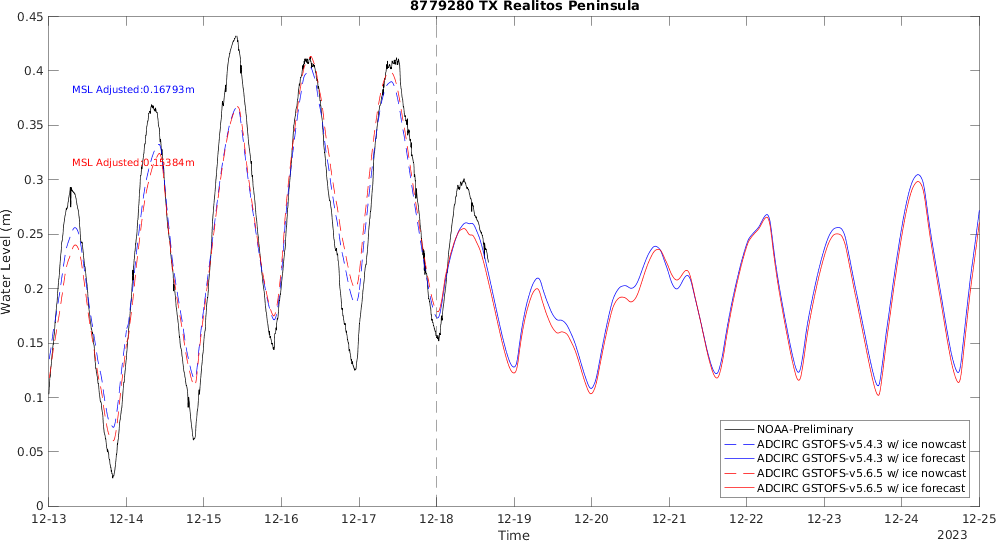 8779280 TX Realitos Peninsula
0.45
0.4
0.35
0.3
0.25
0.2
0.15
0.1
0.05
0
Water Level (m)
MSL Adjusted:0.16793m
MSL Adjusted:0.15384m
NOAA-Preliminary
ADCIRC GSTOFS-v5.4.3 w/ ice nowcast
ADCIRC GSTOFS-v5.4.3 w/ ice forecast
ADCIRC GSTOFS-v5.6.5 w/ ice nowcast
ADCIRC GSTOFS-v5.6.5 w/ ice forecast
12-13 12-14 12-15 12-16 12-17 12-18 12-19 12-20 12-21 12-22 12-23 12-24 12-25
Time
2023